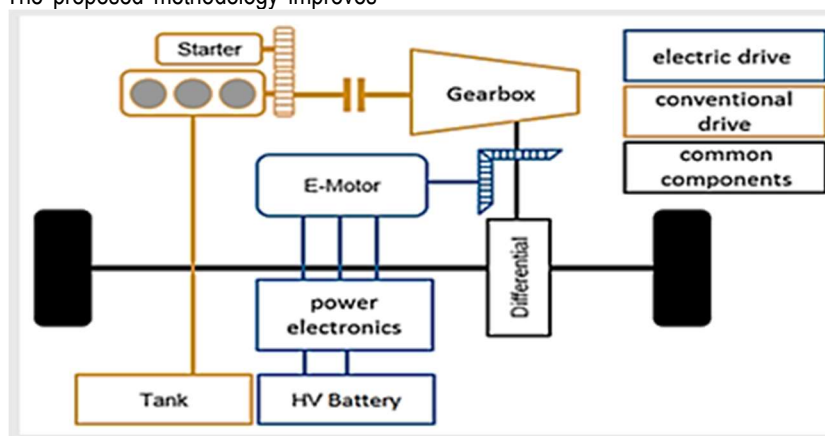 The proposed methodology improves
Starter
Gearbox
electric drive
conventional
drive
common
components
E-Motor
Differential
power
electronics
Tank
HV Battery